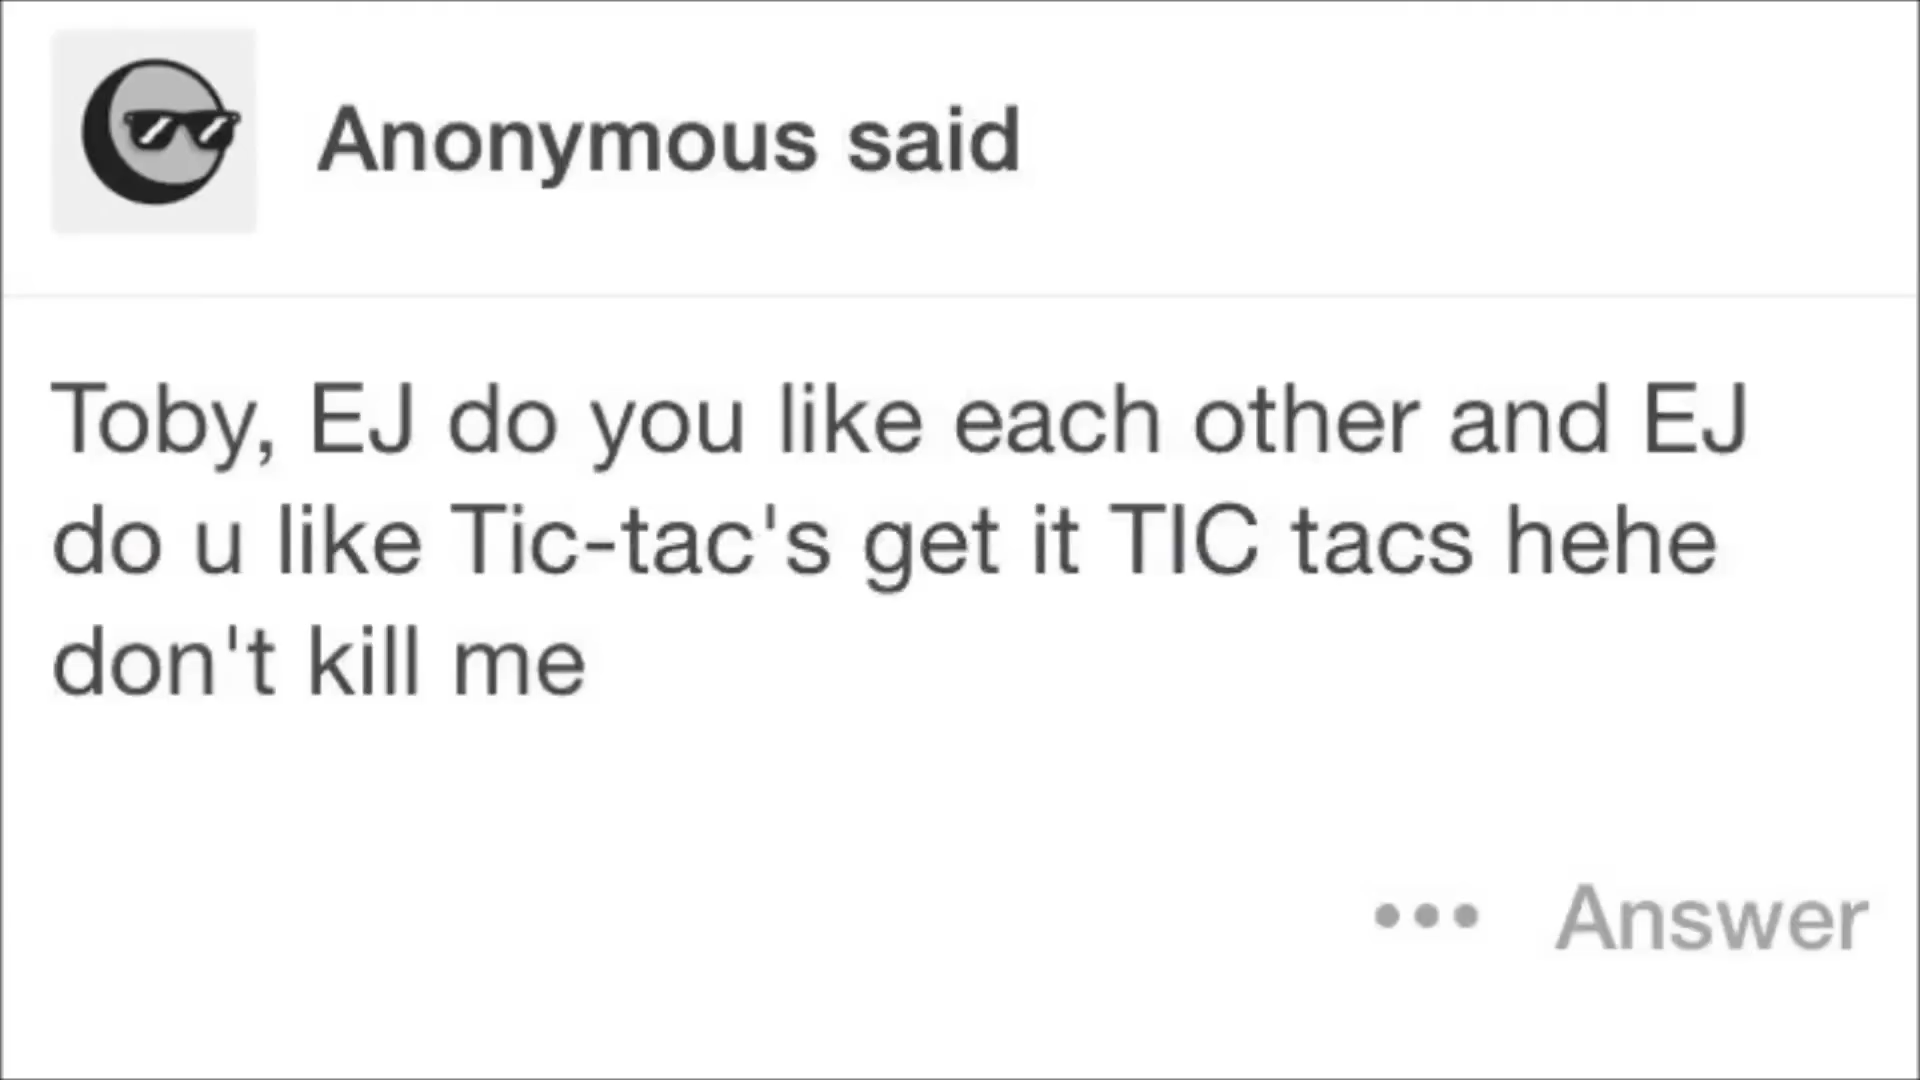 Anonymous said
Toby, EJ do you like each other and EJ
do u like Tic-tac's get it TIC tacs hehe
don't kill me
••• Answer